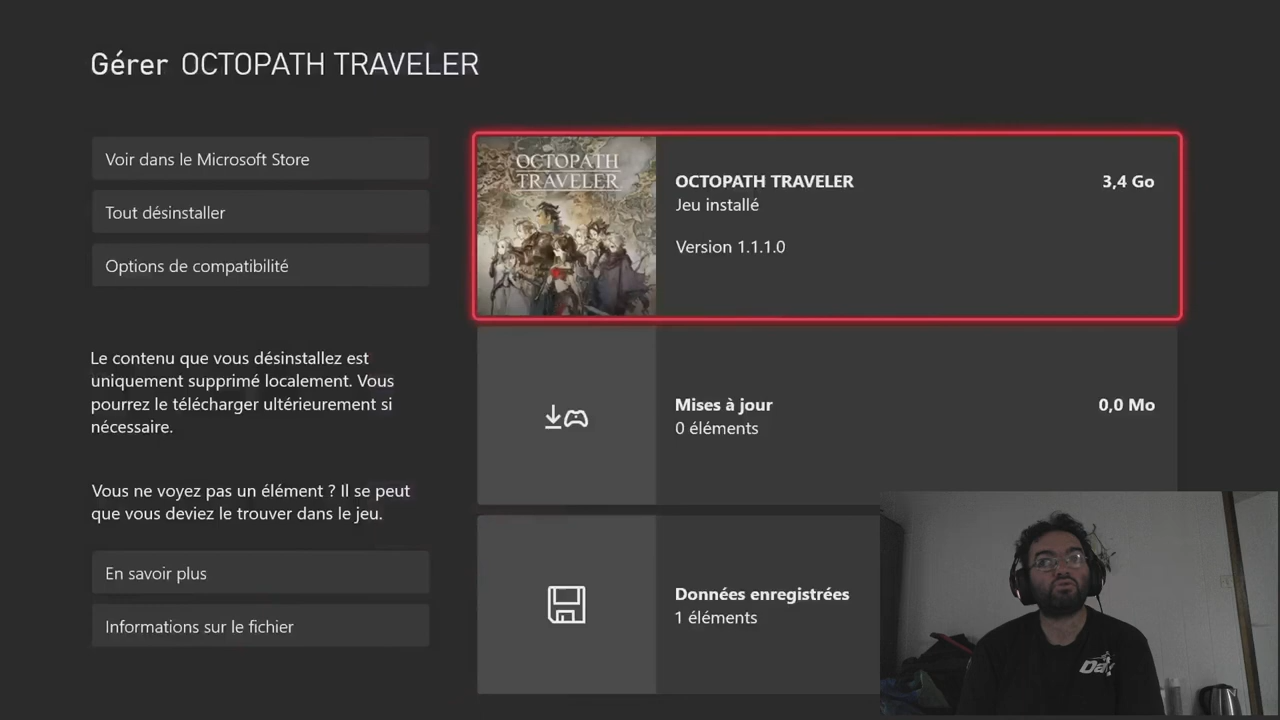 Gérer OCTOPATH TRAVELER
Voir dans le Microsoft Store
Tout désinstaller
Options de compatibilité
Le contenu que vous désinstallez est
uniquement supprimé localement. Vous
pourrez le télécharger ultérieurement si
nécessaire.
Vous ne voyez pas un élément ? Il se peut
que vous deviez le trouver dans le jeu.
En savoir plus
Informations sur le fichier
OCTOPATH
TRAVELER
OCTOPATH TRAVELER 3,4 Go
Jeu installé
Version 1.1.1.0
Mises à jour 0,0 Mo
0 éléments
Données enregistrées
1 éléments